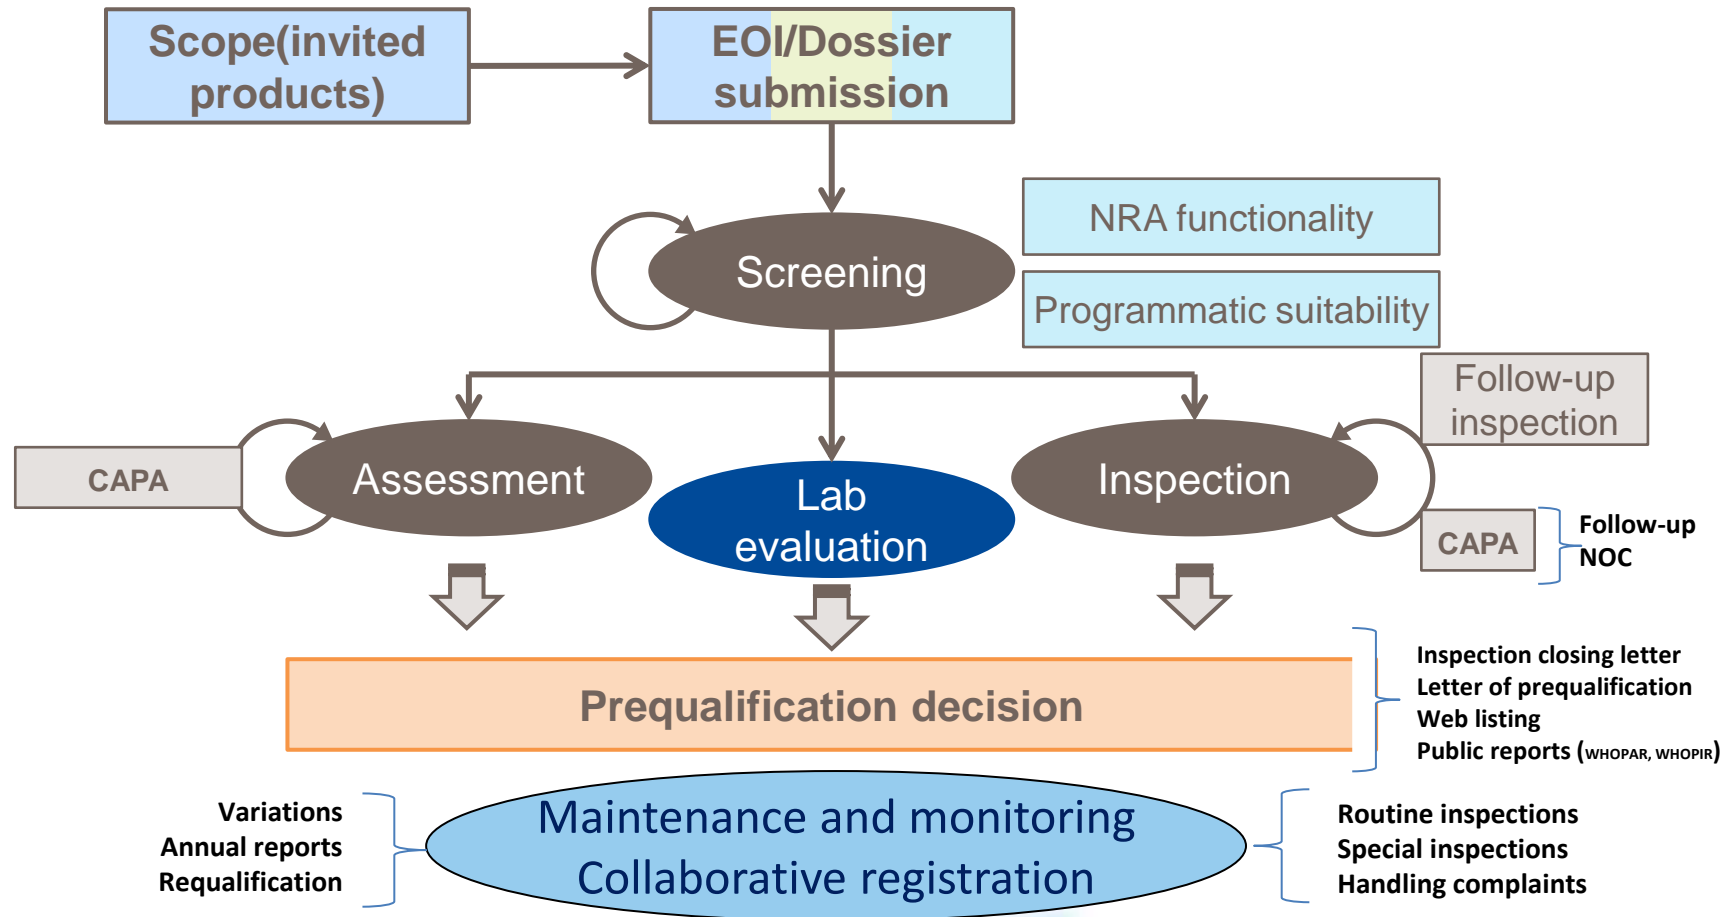 Scope(invited
products)
EOI/Dossier
submission
NRA functionality
Screening
Programmatic suitability
Follow-up
inspection
CAPA
Assessment
Lab
evaluation
Inspection
CAPA
Follow-up
NOC
Prequalification decision
Inspection closing letter
Letter of prequalification
Web listing
Public reports (WHOPAR, WHOPIR)
Variations
Annual reports
Requalification
Maintenance and monitoring
Collaborative registration
Routine inspections
Special inspections
Handling complaints